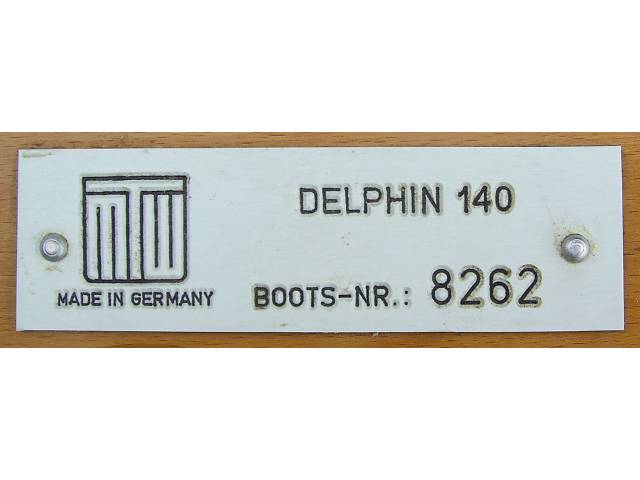 DELPHIN 140
MADE IN GERMANY
BOOTS-NR.: 8262